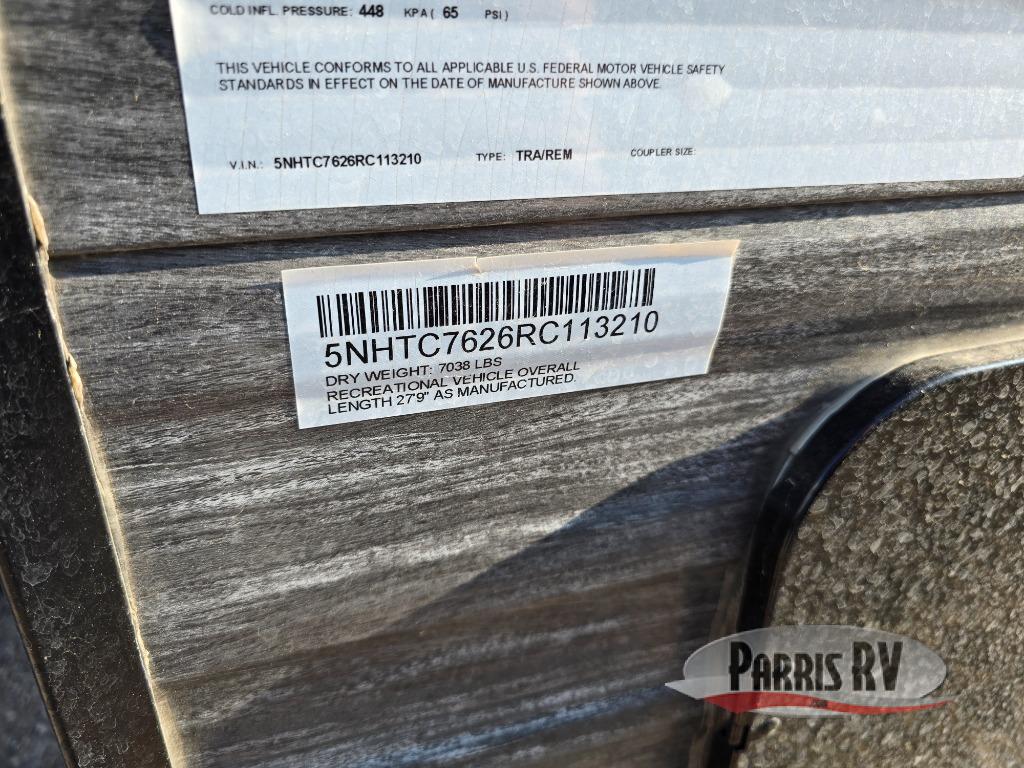 COLD INFL. PRESSURE: 448 KPA ( 65 PSI )
THIS VEHICLE CONFORMS TO ALL APPLICABLE U.S. FEDERAL MOTOR VEHICLE SAFETY
STANDARDS IN EFFECT ON THE DATE OF MANUFACTURE SHOWN ABOVE.
V.I.N.: 5NHTC7626RC113210 TYPE: TRA/REM COUPLER SIZE:
5NHTC7626RC113210
DRY WEIGHT: 7038 LBS
RECREATIONAL VEHICLE OVERALL
LENGTH 27'9" AS MANUFACTURED.
PARRIS RV